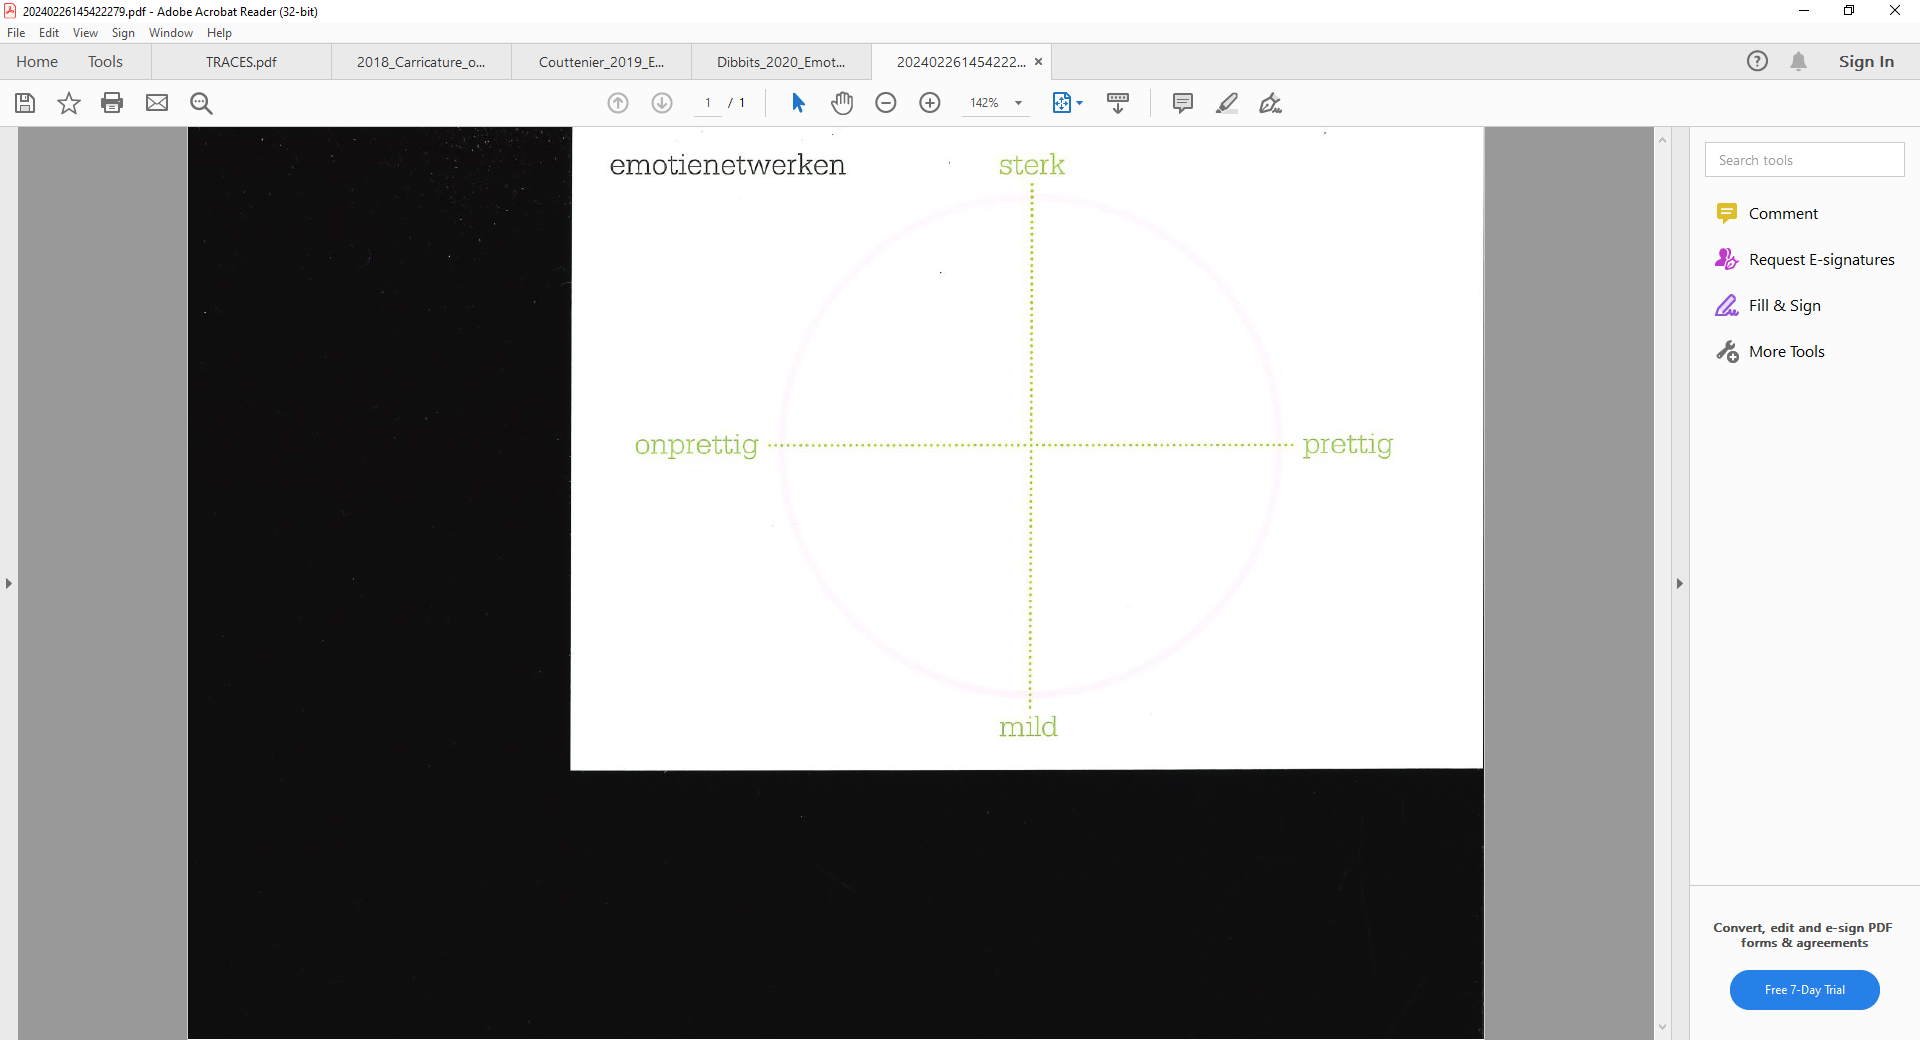 20240226145422279.pdf - Adobe Acrobat Reader (32-bit)
File Edit View Sign Window Help
Home Tools TRACES.pdf 2018_Carricature_o... Couttenier_2019_E... Dibbits_2020_Emot... 202402261454222... Sign In
1 / 1 142%
Search tools
emotienetwerken sterk
Comment
Request E-signatures
Fill & Sign
More Tools
onprettig prettig
mild
Convert, edit and e-sign PDF
forms & agreements
Free 7-Day Trial